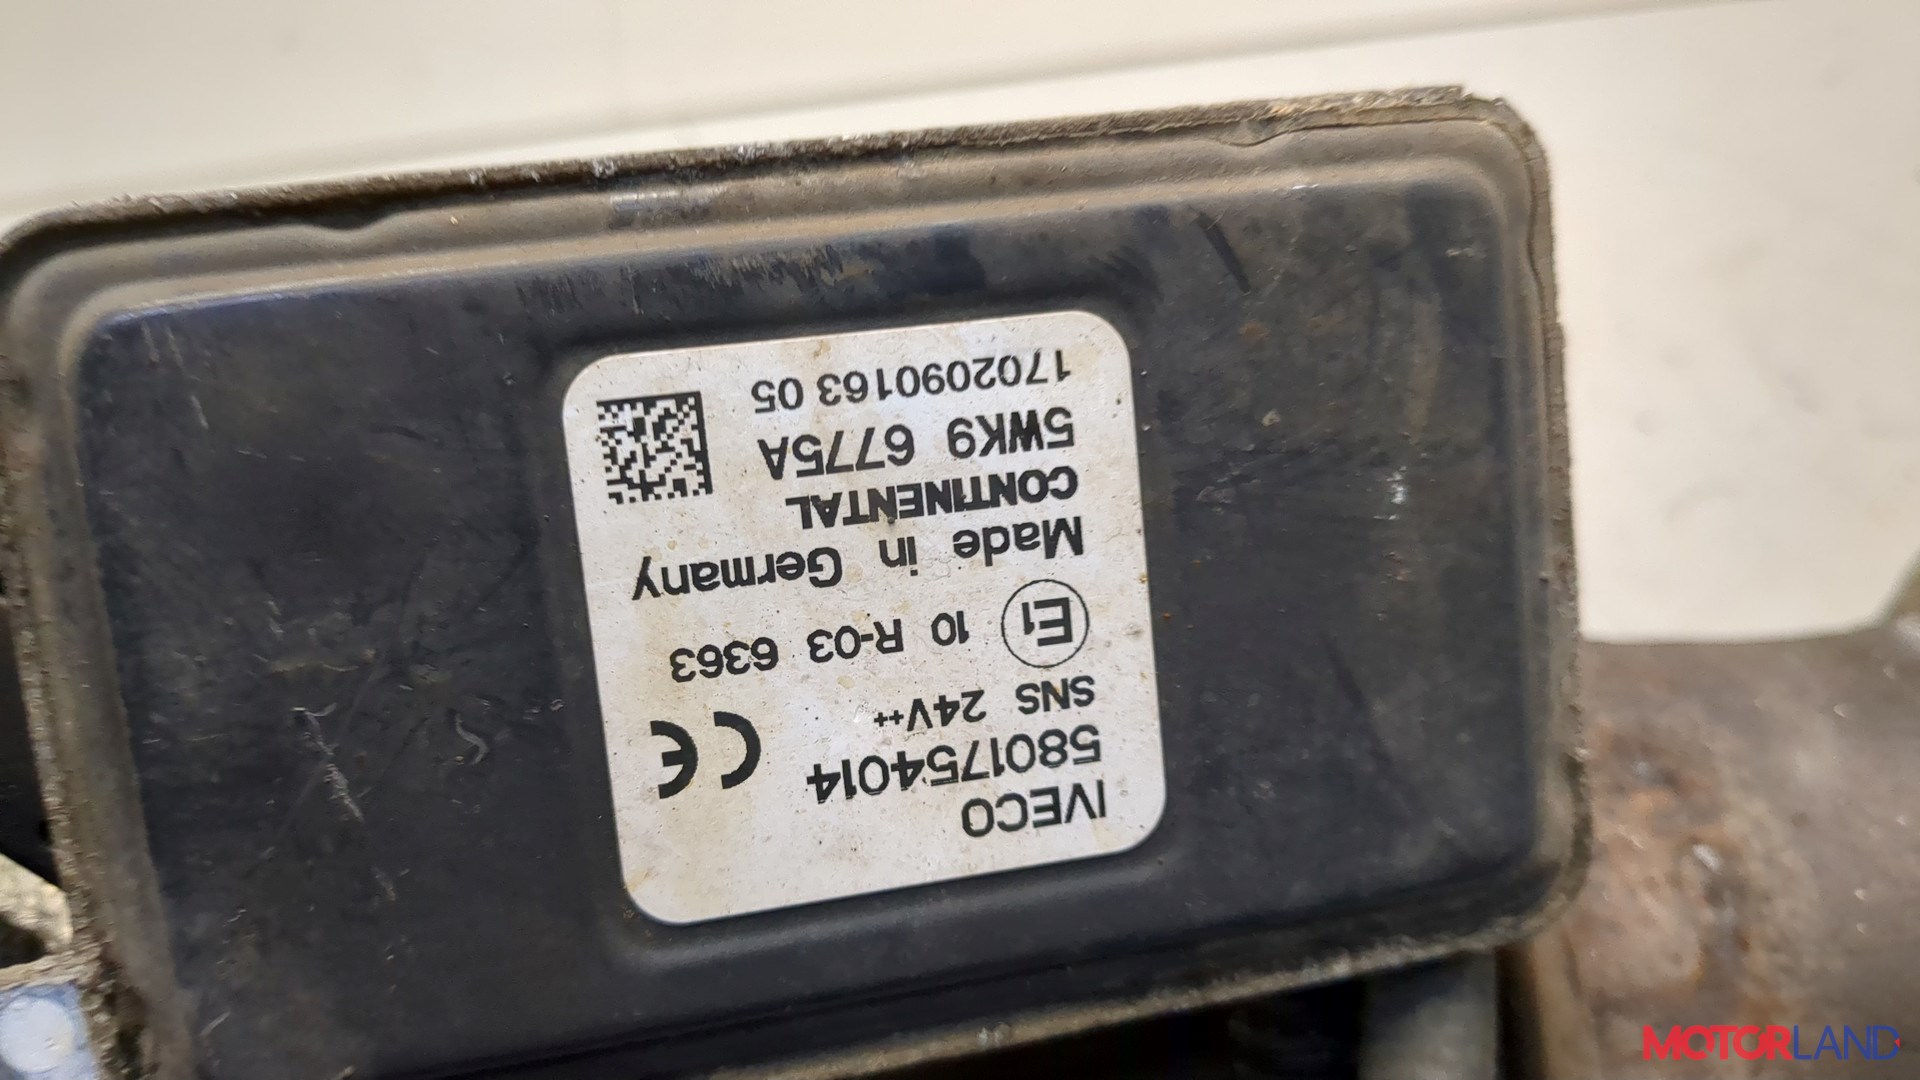 IVECO
5801754014 CE
SNS 24V++
E1 10 R-03 6363
Made in Germany
CONTINENTAL
5WK9 6775A
1702090163 05
MOTORLAND